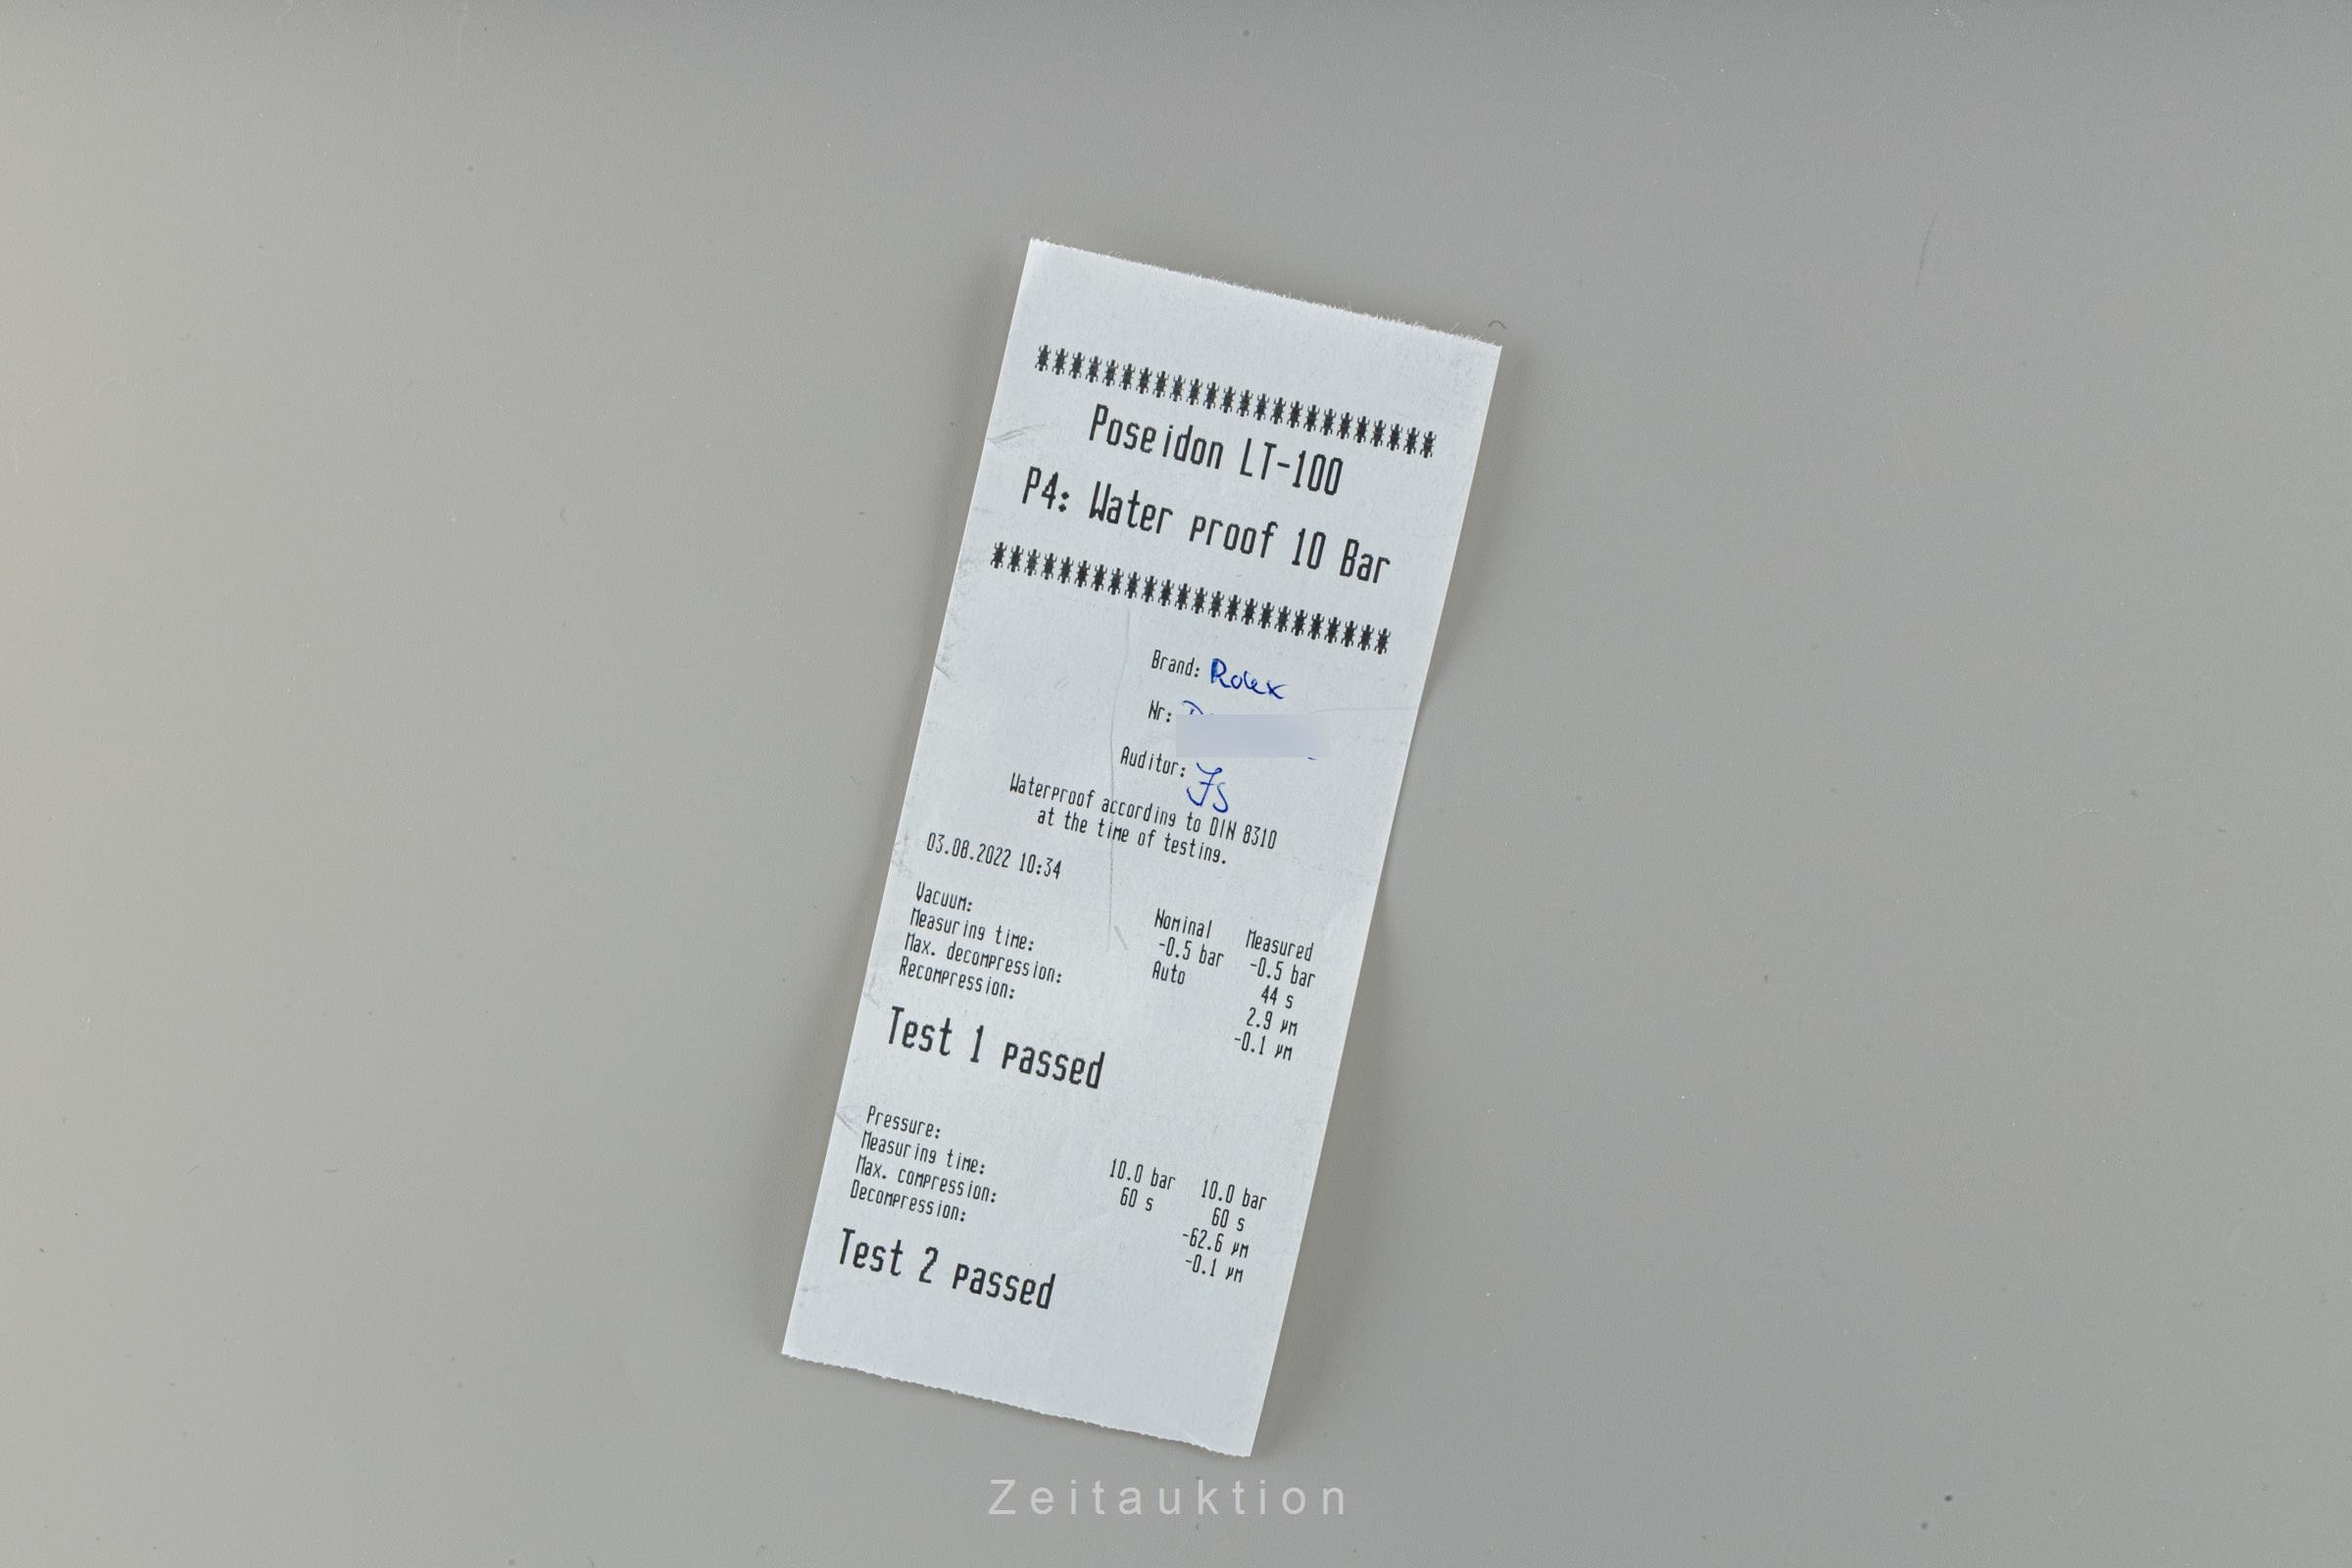 ************************
Poseidon LT-100
P4: Water proof 10 Bar
************************
Brand: Rolex
Nr:
Auditor: JS
Waterproof according to DIN 8310
at the time of testing.
03.08.2022 10:34
Nominal Measured
Vacuum: -0.5 bar -0.5 bar
Measuring time: Auto 44 s
Max. decompression: 2.9 µm
Recompression: -0.1 µm
Test 1 passed
Pressure: 10.0 bar 10.0 bar
Measuring time: 60 s 60 s
Max. compression: -62.6 µm
Decompression: -0.1 µm
Test 2 passed
Zeitauktion